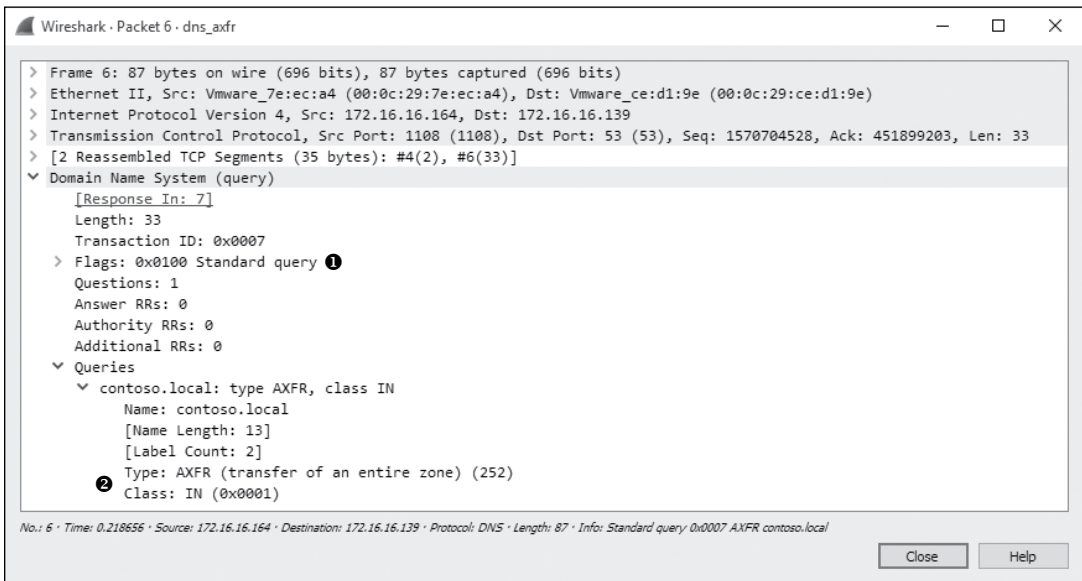 Wireshark · Packet 6 · dns_axfr
> Frame 6: 87 bytes on wire (696 bits), 87 bytes captured (696 bits)
> Ethernet II, Src: Vmware_7e:ec:a4 (00:0c:29:7e:ec:a4), Dst: Vmware_ce:d1:9e (00:0c:29:ce:d1:9e)
> Internet Protocol Version 4, Src: 172.16.16.164, Dst: 172.16.16.139
> Transmission Control Protocol, Src Port: 1108 (1108), Dst Port: 53 (53), Seq: 1570704528, Ack: 451899203, Len: 33
> [2 Reassembled TCP Segments (35 bytes): #4(2), #6(33)]
Domain Name System (query)
[Response In: 7]
Length: 33
Transaction ID: 0x0007
> Flags: 0x0100 Standard query ❶
Questions: 1
Answer RRs: 0
Authority RRs: 0
Additional RRs: 0
Queries
contoso.local: type AXFR, class IN
Name: contoso.local
[Name Length: 13]
[Label Count: 2]
Type: AXFR (transfer of an entire zone) (252)
❷ Class: IN (0x0001)
No.: 6 · Time: 0.218656 · Source: 172.16.16.164 · Destination: 172.16.16.139 · Protocol: DNS · Length: 87 · Info: Standard query 0x0007 AXFR contoso.local
Close Help